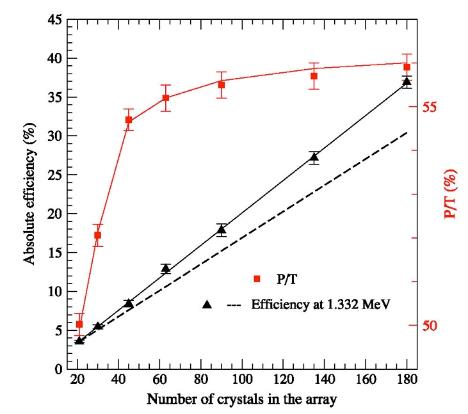 45
40
35
30
25
20
15
10
5
0
Absolute efficiency (%)
55
50
P/T (%)
P/T
Efficiency at 1.332 MeV
20 40 60 80 100 120 140 160 180
Number of crystals in the array